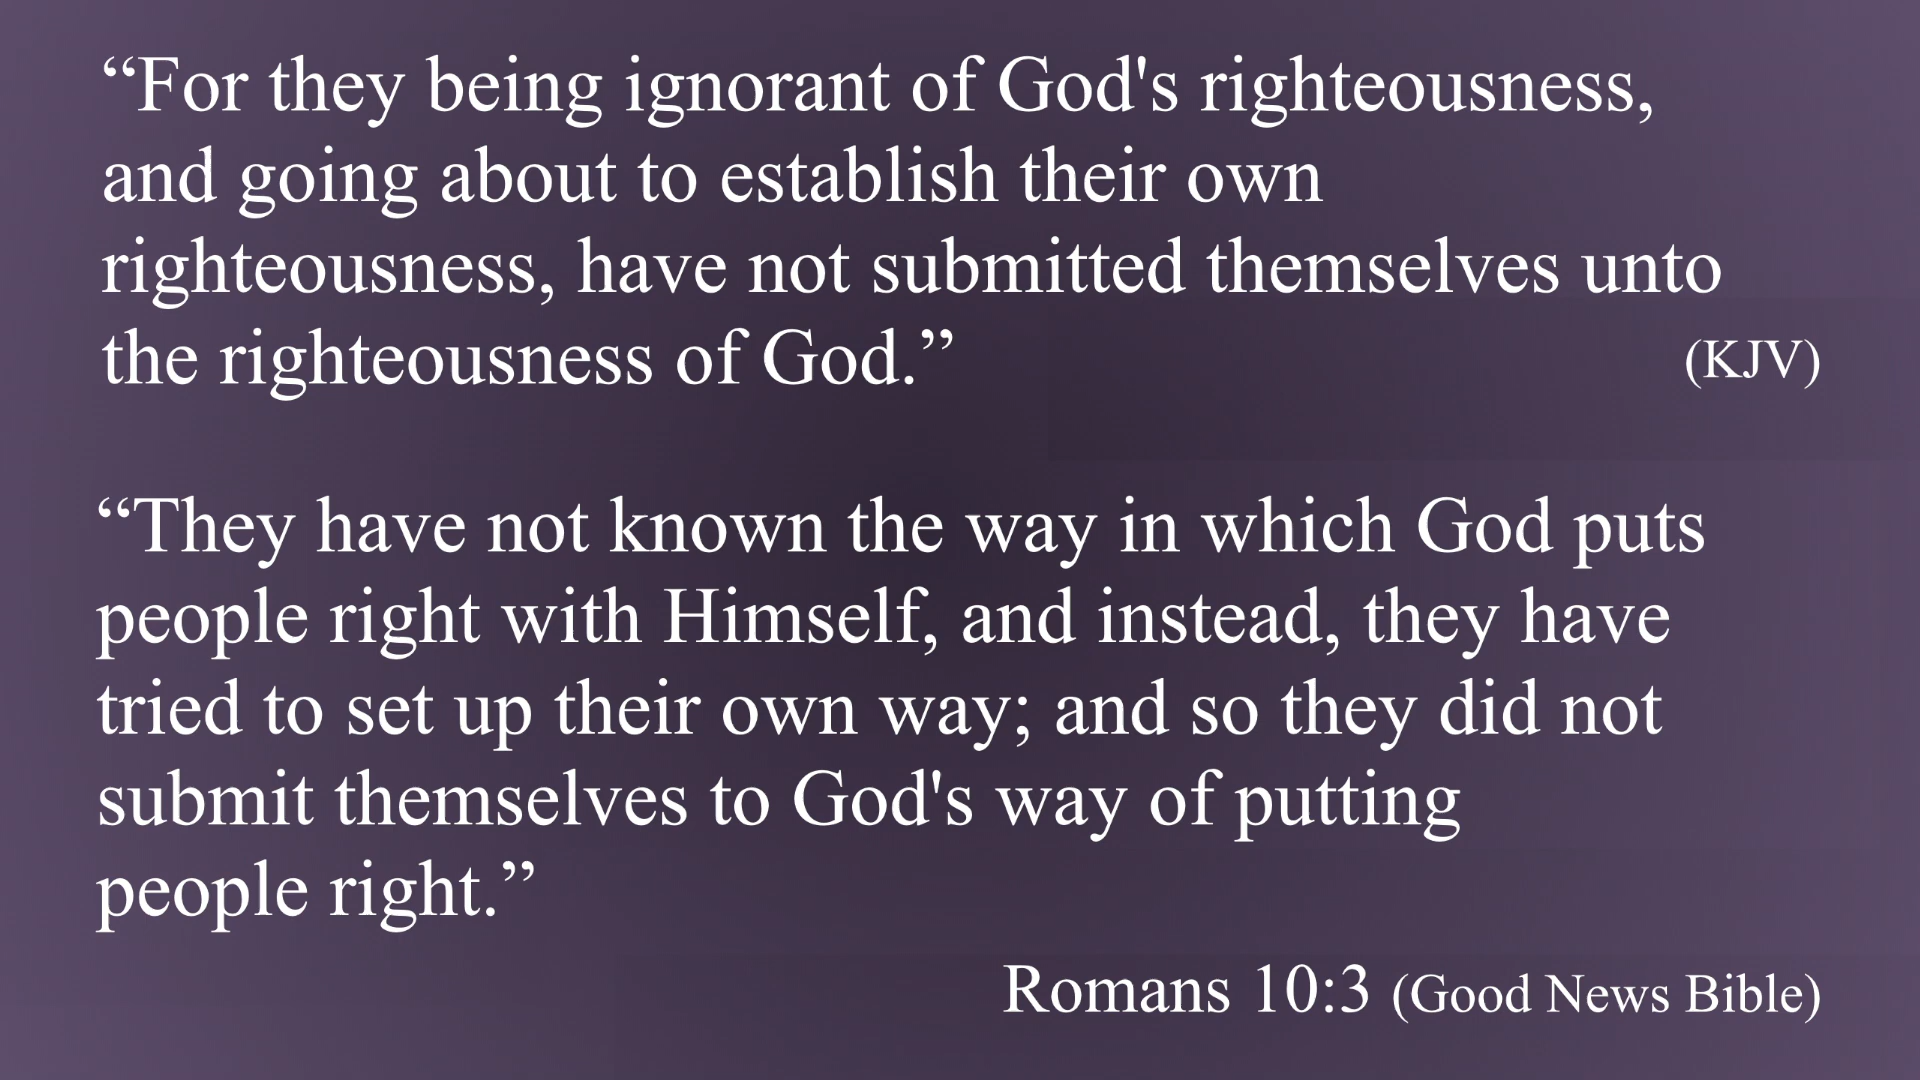 “For they being ignorant of God's righteousness,
and going about to establish their own
righteousness, have not submitted themselves unto
the righteousness of God.” (KJV)
“They have not known the way in which God puts
people right with Himself, and instead, they have
tried to set up their own way; and so they did not
submit themselves to God's way of putting
people right.”
Romans 10:3 (Good News Bible)